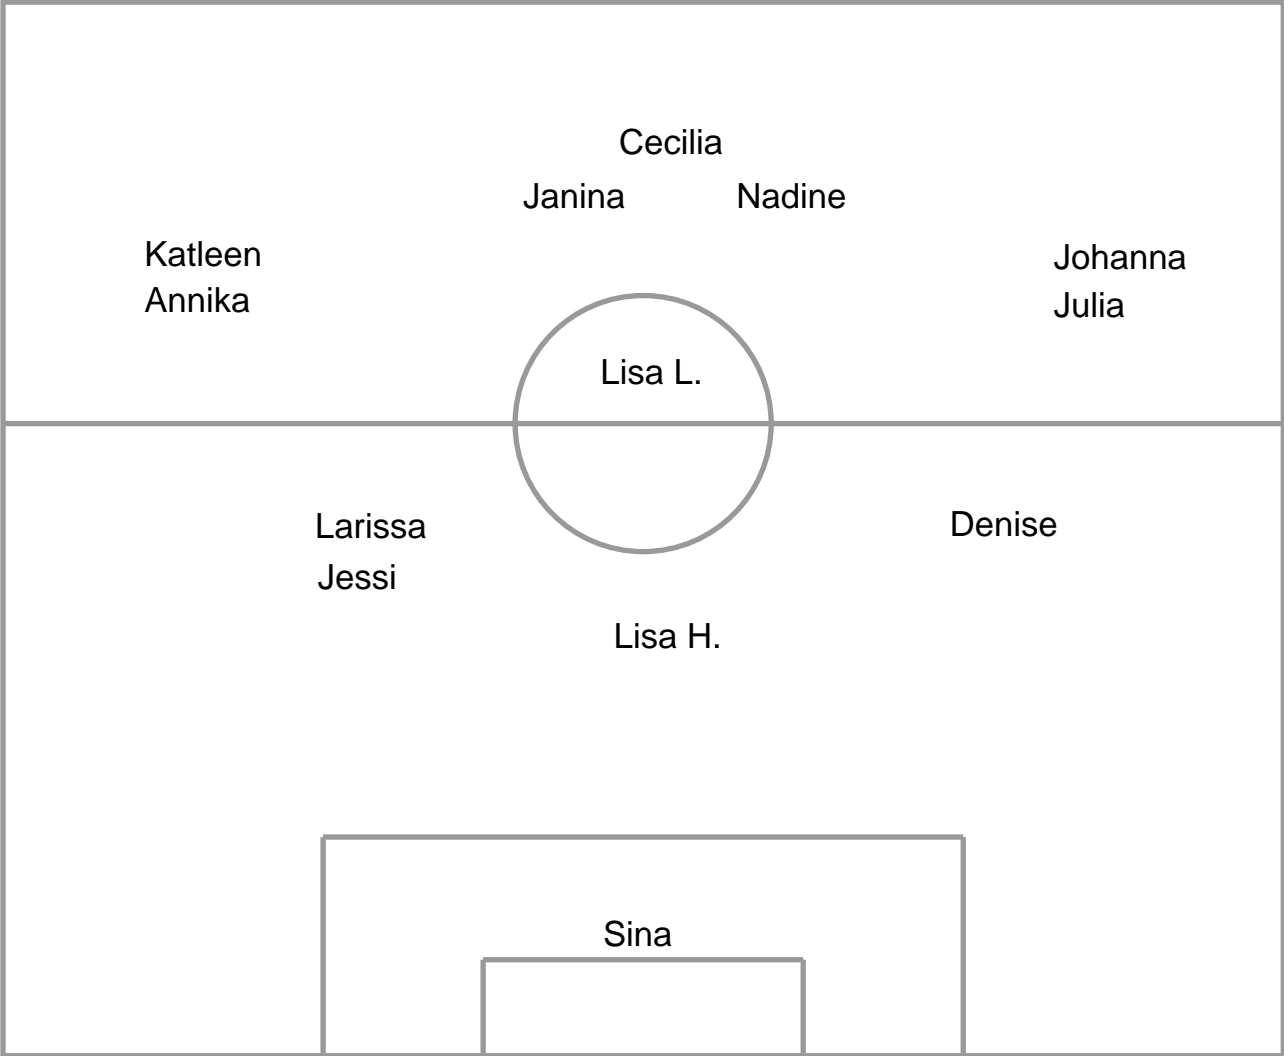 Cecilia
Janina Nadine
Katleen Johanna
Annika Julia
Lisa L.
Larissa Denise
Jessi
Lisa H.
Sina